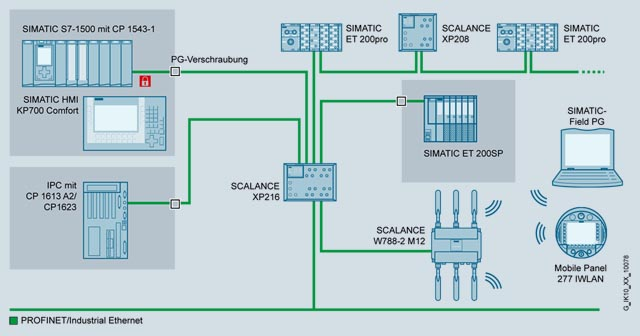 SIMATIC S7-1500 mit CP 1543-1
PG-Verschraubung
SIMATIC HMI
KP700 Comfort
IPC mit
CP 1613 A2/
CP1623
SIMATIC
ET 200pro
SCALANCE
XP208
SIMATIC
ET 200pro
SIMATIC ET 200SP
SIMATIC-
Field PG
SCALANCE
XP216
SCALANCE
W788-2 M12
Mobile Panel
277 IWLAN
G_IK10_XX_10078
PROFINET/Industrial Ethernet